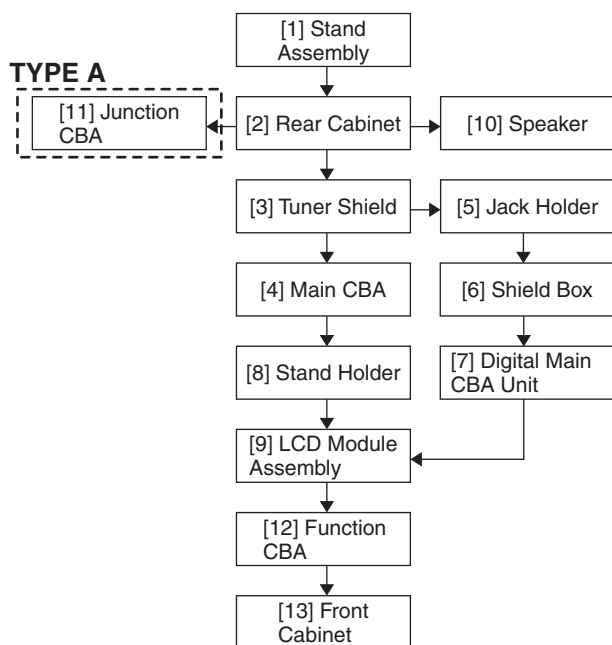 [1] Stand
Assembly
TYPE A
[11] Junction
CBA
[2] Rear Cabinet
[10] Speaker
[3] Tuner Shield
[5] Jack Holder
[4] Main CBA
[6] Shield Box
[8] Stand Holder
[7] Digital Main
CBA Unit
[9] LCD Module
Assembly
[12] Function
CBA
[13] Front
Cabinet